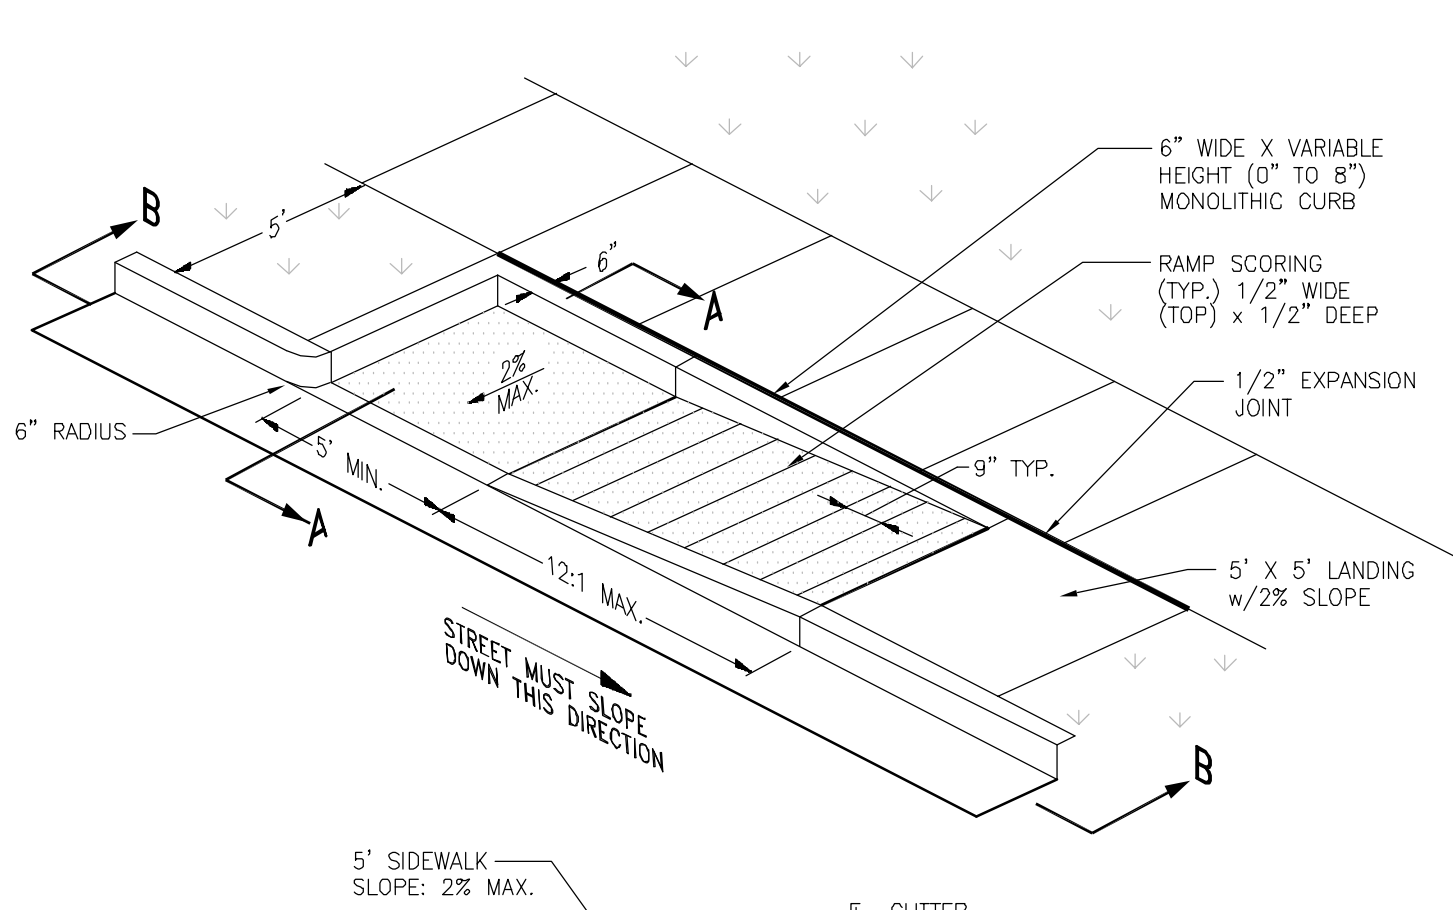 6" WIDE X VARIABLE
HEIGHT (0" TO 8")
MONOLITHIC CURB
B
5'
6"
A
RAMP SCORING
(TYP.) 1/2" WIDE
(TOP) x 1/2" DEEP
2%
MAX.
1/2" EXPANSION
JOINT
6" RADIUS
5' MIN.
9" TYP.
A
12:1 MAX.
5' X 5' LANDING
w/2% SLOPE
STREET MUST SLOPE
DOWN THIS DIRECTION
B
5' SIDEWALK
SLOPE: 2% MAX.